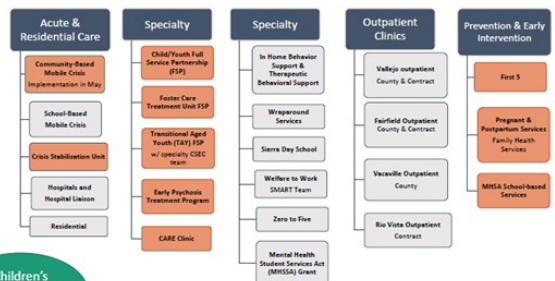 Acute &
Residential Care
Community-Based
Mobile Crisis
Implementation in May
School-Based
Mobile Crisis
Crisis Stabilization Unit
Hospitals and
Hospital Liaison
Residential
Specialty
Child/Youth Full
Service Partnership
(FSP)
Foster Care
Treatment Unit FSP
Transitional Aged
Youth (TAY) FSP
w/ specialty CSEC
team
Early Psychosis
Treatment Program
CARE Clinic
Specialty
In Home Behavior
Support &
Therapeutic
Behavioral Support
Wraparound
Services
Sierra Day School
Welfare to Work
SMART Team
Zero to Five
Mental Health
Student Services Act
(MHSSA) Grant
Outpatient
Clinics
Vallejo outpatient
County & Contract
Fairfield Outpatient
County & Contract
Vacaville Outpatient
County
Rio Vista Outpatient
Contract
Prevention & Early
Intervention
First 5
Pregnant &
Postpartum Services
Family Health
Services
MHSA School-based
Services